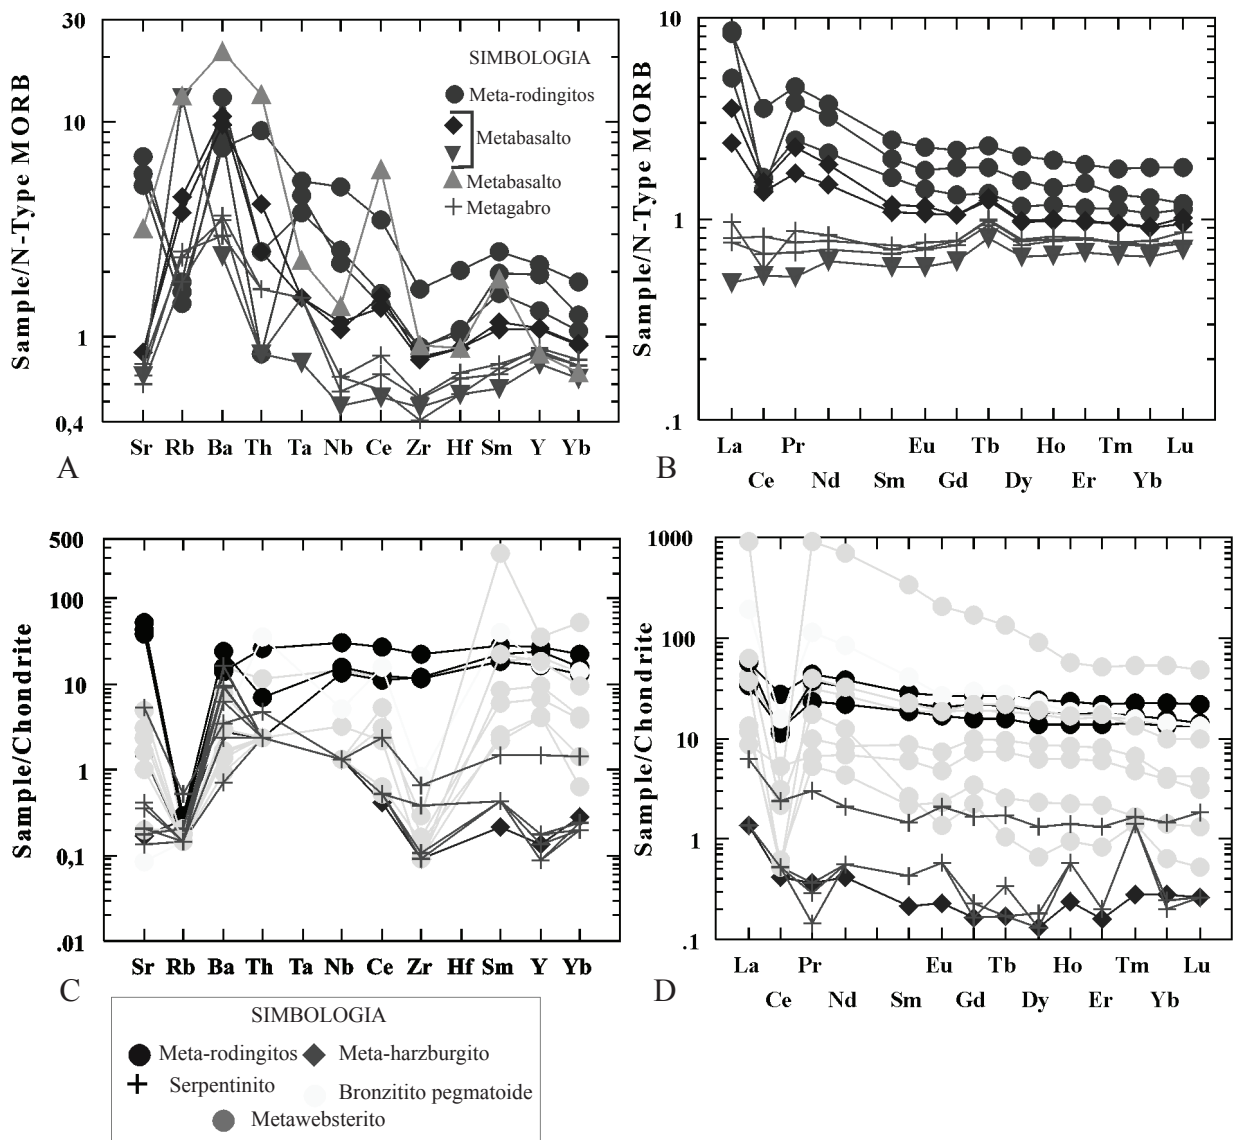 Sample/N-Type MORB
30
10
1
0,4
SIMBOLOGIA
Meta-rodingitos
Metabasalto
Metabasalto
Metagabro
Sr Rb Ba Th Ta Nb Ce Zr Hf Sm Y Yb
A
Sample/N-Type MORB
10
1
.1
La Pr Eu Tb Ho Tm Lu
Ce Nd Sm Gd Dy Er Yb
B
Sample/Chondrite
500
100
10
1
0,1
.01
Sr Rb Ba Th Ta Nb Ce Zr Hf Sm Y Yb
C
Sample/Chondrite
1000
100
10
1
.1
La Pr Eu Tb Ho Tm Lu
Ce Nd Sm Gd Dy Er Yb
D
SIMBOLOGIA
Meta-rodingitos
Meta-harzburgito
Serpentinito
Bronzitito pegmatoide
Metawebsterito